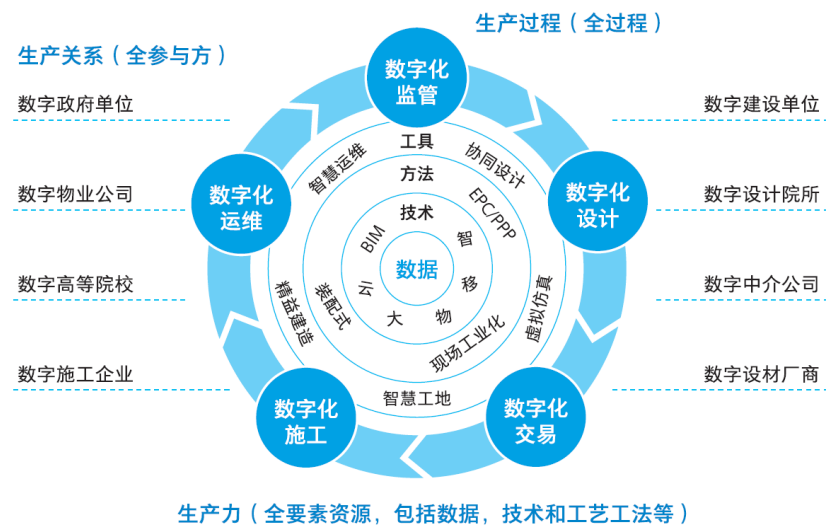 生产过程（全过程）
生产关系（全参与方）
数字化
监管
数字政府单位
数字建设单位
工具
智慧运维
协同设计
方法
数字物业公司
数字化
运维
EPC/PPP
数字化
设计
数字设计院所
技术
BIM
智
数据
数字高等院校
云
移
数字中介公司
大
物
精益建造
装配式
虚拟仿真
现场工业化
数字施工企业
数字设材厂商
智慧工地
数字化
施工
数字化
交易
生产力（全要素资源，包括数据，技术和工艺工法等）